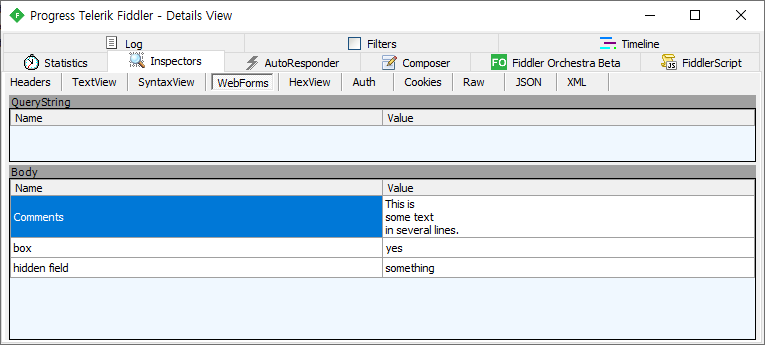 Progress Telerik Fiddler - Details View
Log Filters Timeline
Statistics Inspectors AutoResponder Composer FO Fiddler Orchestra Beta JS FiddlerScript
Headers TextView SyntaxView WebForms HexView Auth Cookies Raw JSON XML
QueryString
Name Value
Body
Name Value
Comments This is
some text
in several lines.
box yes
hidden field something